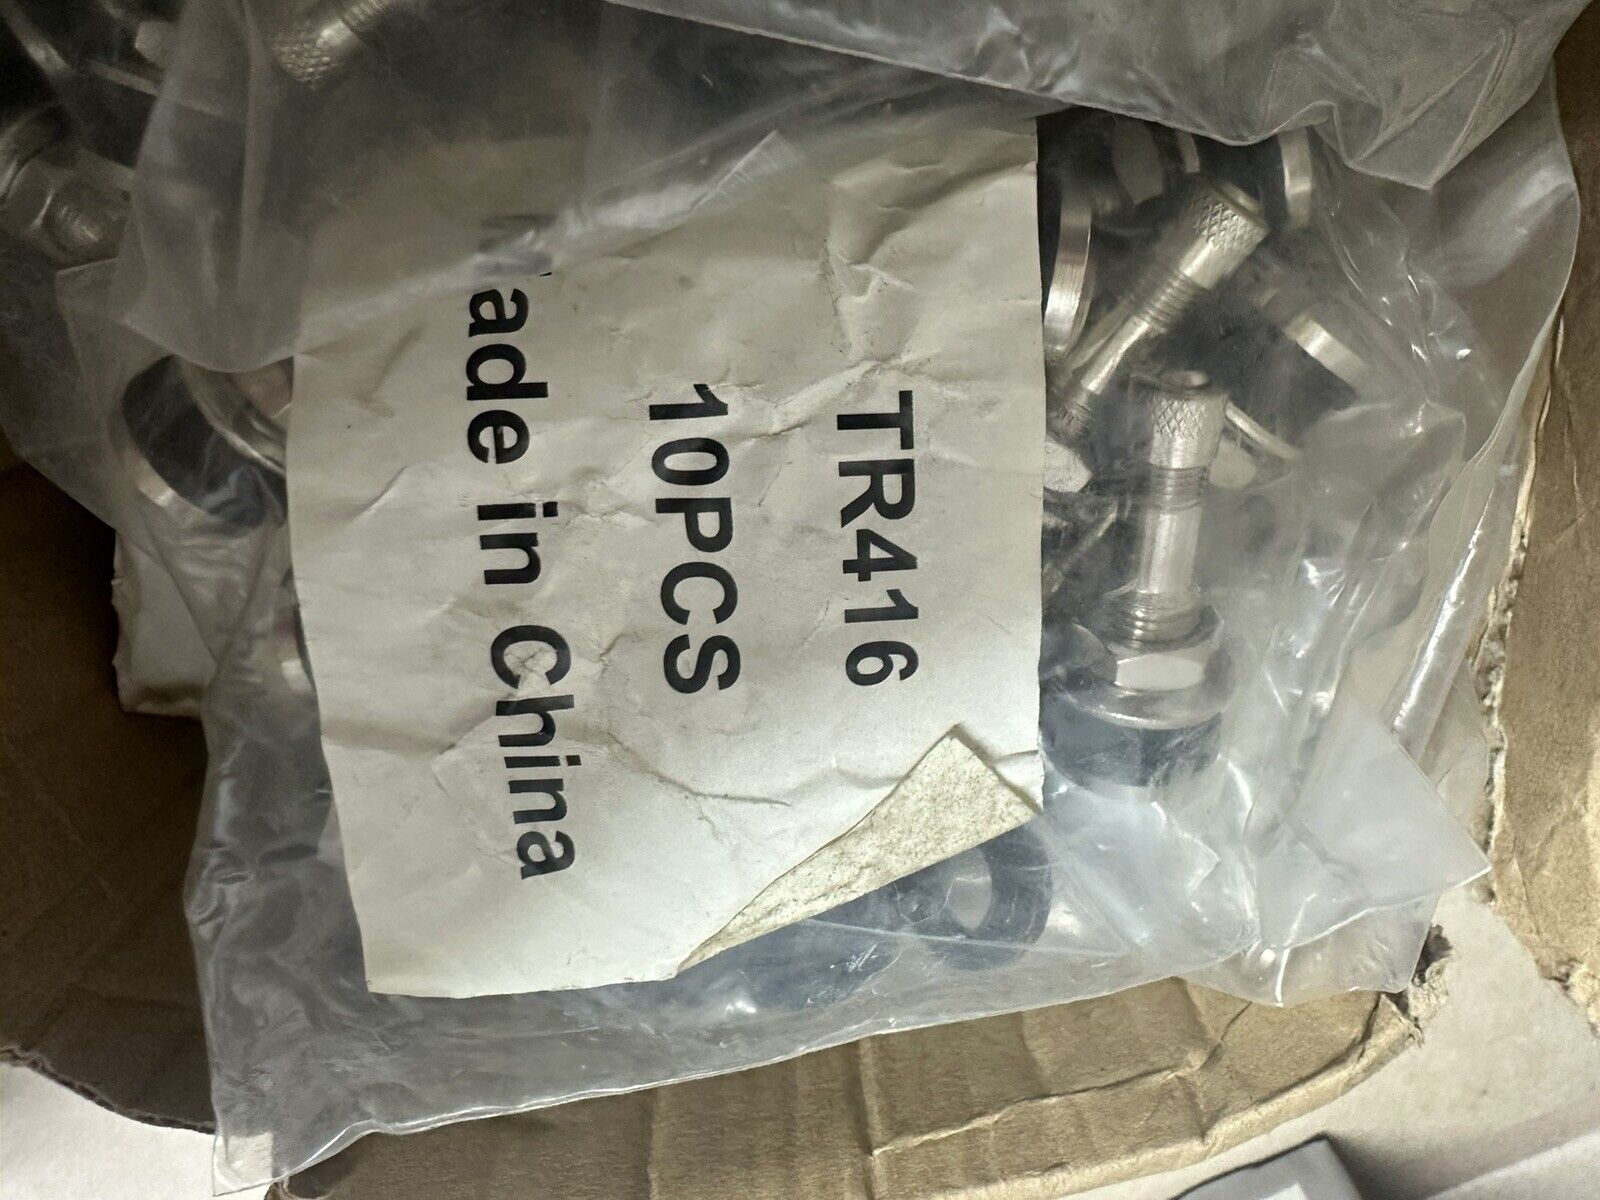 TR416
10PCS
ade in China